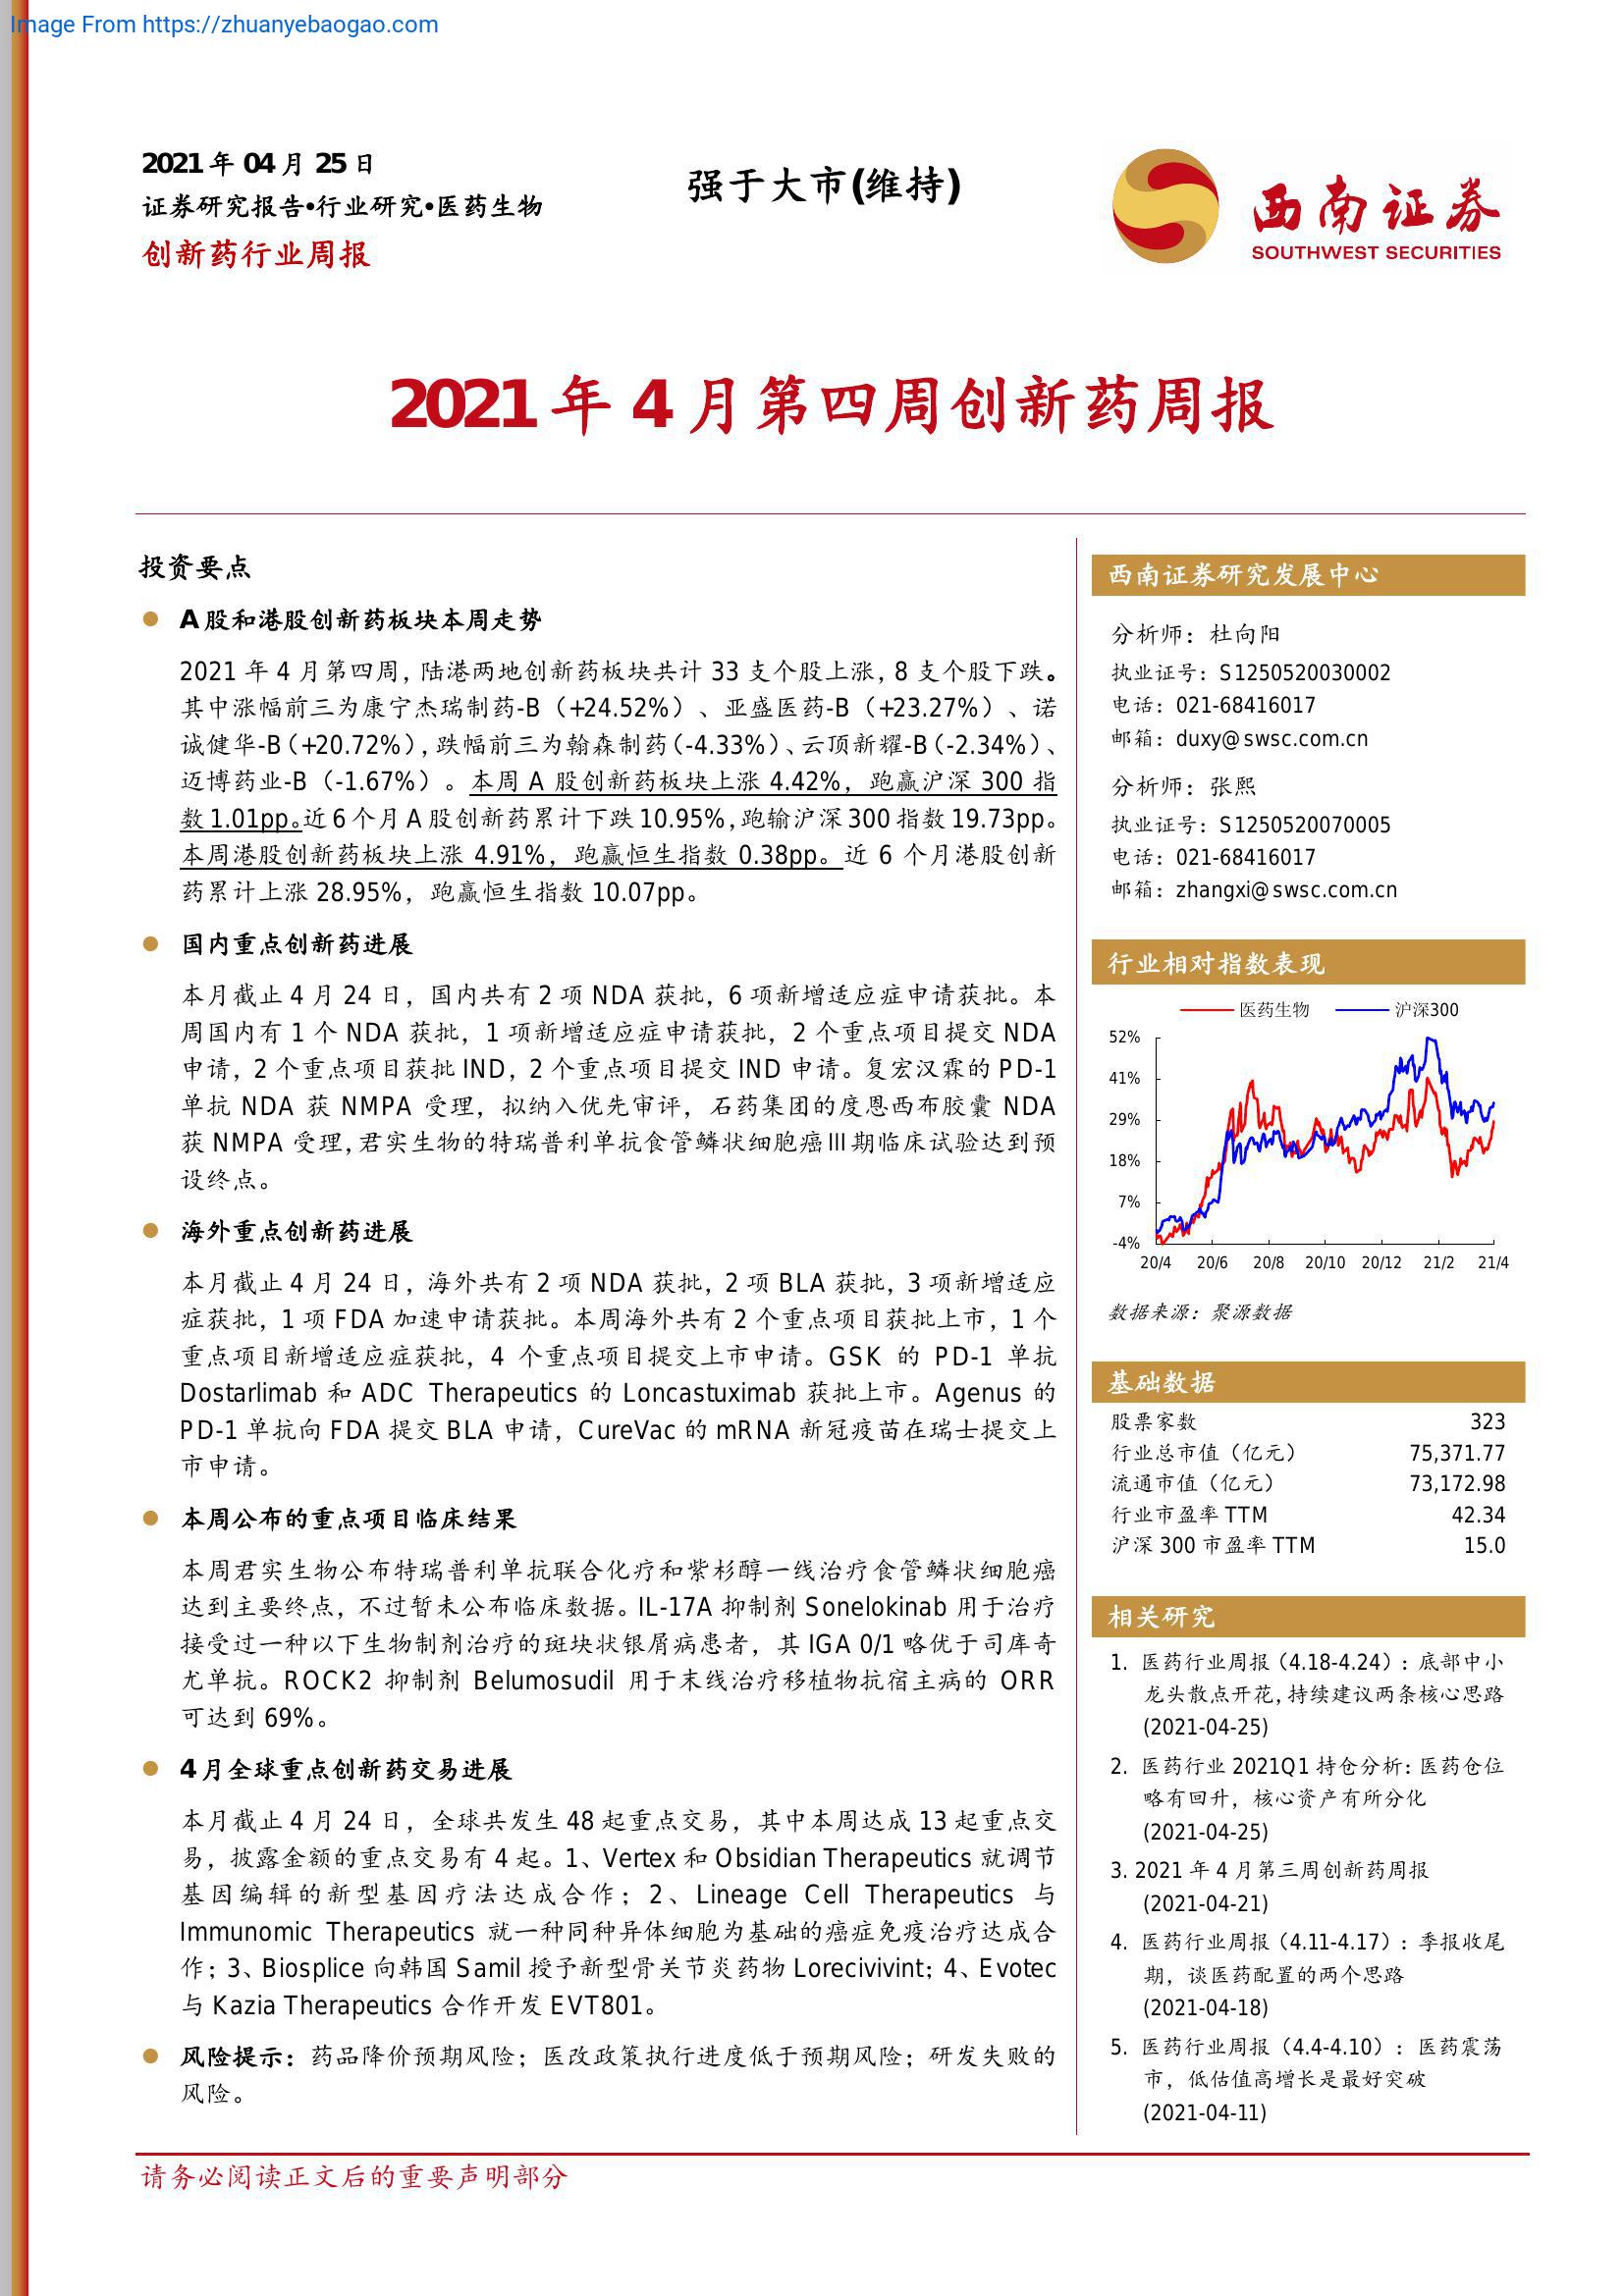 Image From https://zhuanyebaogao.com
2021 年 04 月 25 日
证券研究报告•行业研究•医药生物
创新药行业周报
强于大市(维持)
西南证券
SOUTHWEST SECURITIES
2021 年 4 月第四周创新药周报
投资要点
A 股和港股创新药板块本周走势
2021 年 4 月第四周，陆港两地创新药板块共计 33 支个股上涨，8 支个股下跌。
其中涨幅前三为康宁杰瑞制药-B（+24.52%）、亚盛医药-B（+23.27%）、诺
诚健华-B（+20.72%），跌幅前三为翰森制药（-4.33%）、云顶新耀-B（-2.34%）、
迈博药业-B（-1.67%）。本周 A 股创新药板块上涨 4.42%，跑赢沪深 300 指
数 1.01pp。近 6 个月 A 股创新药累计下跌 10.95%，跑输沪深 300 指数 19.73pp。
本周港股创新药板块上涨 4.91%，跑赢恒生指数 0.38pp。近 6 个月港股创新
药累计上涨 28.95%，跑赢恒生指数 10.07pp。
国内重点创新药进展
本月截止 4 月 24 日，国内共有 2 项 NDA 获批，6 项新增适应症申请获批。本
周国内有 1 个 NDA 获批，1 项新增适应症申请获批，2 个重点项目提交 NDA
申请，2 个重点项目获批 IND，2 个重点项目提交 IND 申请。复宏汉霖的 PD-1
单抗 NDA 获 NMPA 受理，拟纳入优先审评，石药集团的度恩西布胶囊 NDA
获 NMPA 受理，君实生物的特瑞普利单抗食管鳞状细胞癌Ⅲ期临床试验达到预
设终点。
海外重点创新药进展
本月截止 4 月 24 日，海外共有 2 项 NDA 获批，2 项 BLA 获批，3 项新增适应
症获批，1 项 FDA 加速申请获批。本周海外共有 2 个重点项目获批上市，1 个
重点项目新增适应症获批，4 个重点项目提交上市申请。GSK 的 PD-1 单抗
Dostarlimab 和 ADC Therapeutics 的 Loncastuximab 获批上市。Agenus 的
PD-1 单抗向 FDA 提交 BLA 申请，CureVac 的 mRNA 新冠疫苗在瑞士提交上
市申请。
本周公布的重点项目临床结果
本周君实生物公布特瑞普利单抗联合化疗和紫杉醇一线治疗食管鳞状细胞癌
达到主要终点，不过暂未公布临床数据。IL-17A 抑制剂 Sonelokinab 用于治疗
接受过一种以下生物制剂治疗的斑块状银屑病患者，其 IGA 0/1 略优于司库奇
尤单抗。ROCK2 抑制剂 Belumosudil 用于末线治疗移植物抗宿主病的 ORR
可达到 69%。
4 月全球重点创新药交易进展
本月截止 4 月 24 日，全球共发生 48 起重点交易，其中本周达成 13 起重点交
易，披露金额的重点交易有 4 起。1、Vertex 和 Obsidian Therapeutics 就调节
基因编辑的新型基因疗法达成合作；2、Lineage Cell Therapeutics 与
Immunomic Therapeutics 就一种同种异体细胞为基础的癌症免疫治疗达成合
作；3、Biosplice 向韩国 Samil 授予新型骨关节炎药物 Lorecivivint；4、Evotec
与 Kazia Therapeutics 合作开发 EVT801。
风险提示：药品降价预期风险；医改政策执行进度低于预期风险；研发失败的
风险。
西南证券研究发展中心
分析师：杜向阳
执业证号：S1250520030002
电话：021-68416017
邮箱：duxy@swsc.com.cn
分析师：张熙
执业证号：S1250520070005
电话：021-68416017
邮箱：zhangxi@swsc.com.cn
行业相对指数表现
医药生物 沪深300
52%
41%
29%
18%
7%
-4%
20/4 20/6 20/8 20/10 20/12 21/2 21/4
数据来源：聚源数据
基础数据
股票家数 323
行业总市值（亿元） 75,371.77
流通市值（亿元） 73,172.98
行业市盈率 TTM 42.34
沪深 300 市盈率 TTM 15.0
相关研究
1. 医药行业周报（4.18-4.24）：底部中小
龙头散点开花，持续建议两条核心思路
(2021-04-25)
2. 医药行业 2021Q1 持仓分析：医药仓位
略有回升，核心资产有所分化
(2021-04-25)
3. 2021 年 4 月第三周创新药周报
(2021-04-21)
4. 医药行业周报（4.11-4.17）：季报收尾
期，谈医药配置的两个思路
(2021-04-18)
5. 医药行业周报（4.4-4.10）：医药震荡
市，低估值高增长是最好突破
(2021-04-11)
请务必阅读正文后的重要声明部分